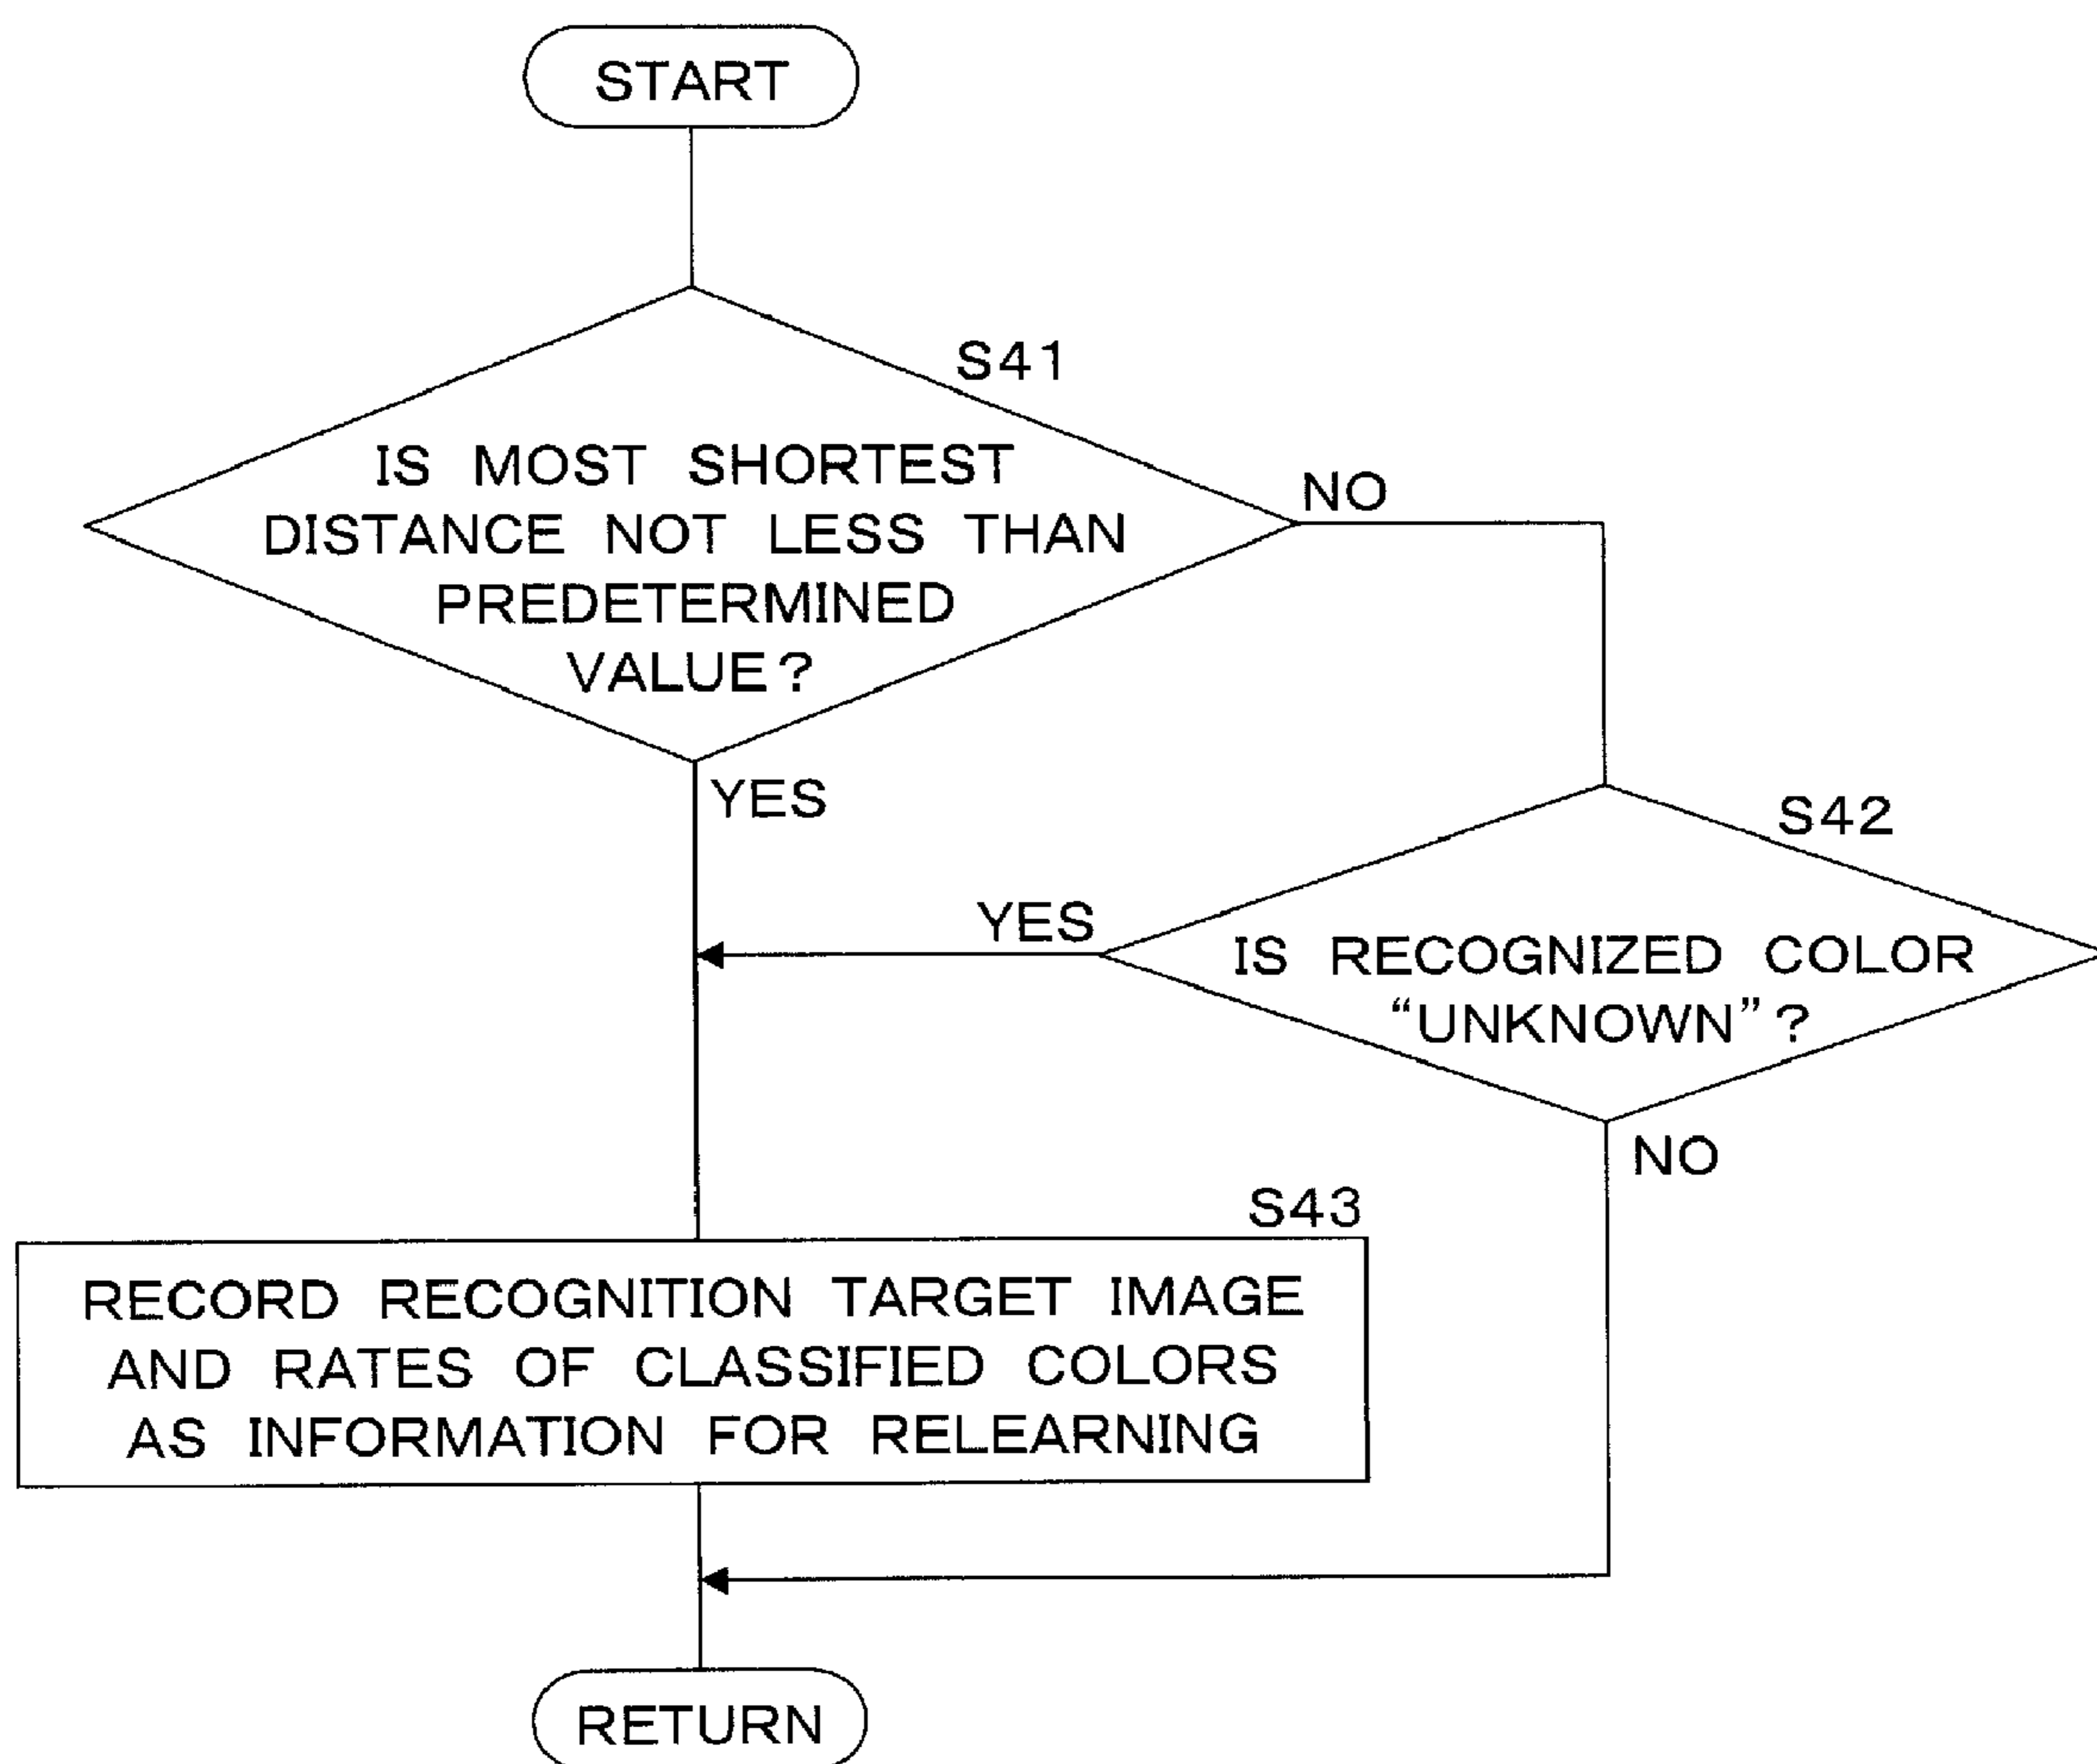 START
S41
IS MOST SHORTEST
DISTANCE NOT LESS THAN
PREDETERMINED
VALUE?
NO
YES
S42
YES
IS RECOGNIZED COLOR
“UNKNOWN”?
NO
S43
RECORD RECOGNITION TARGET IMAGE
AND RATES OF CLASSIFIED COLORS
AS INFORMATION FOR RELEARNING
RETURN